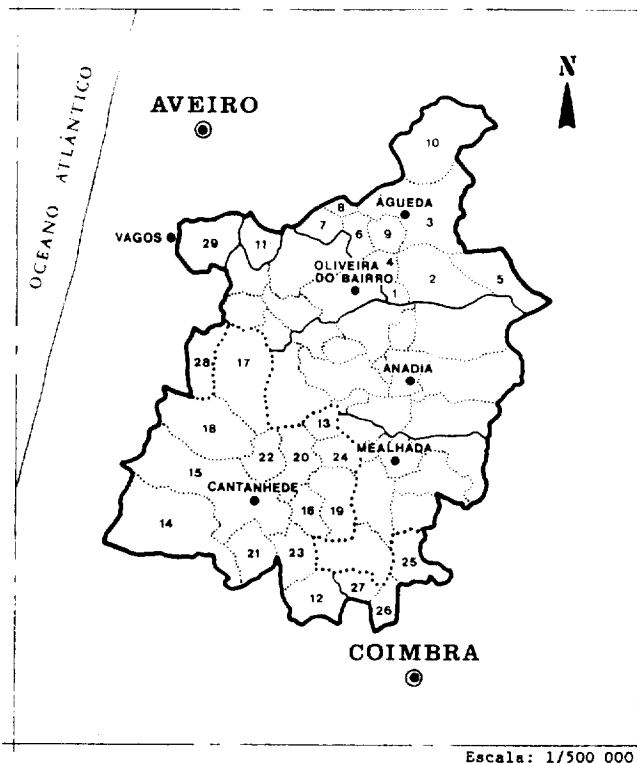 N
AVEIRO
OCEANO ATLÁNTICO
10
8
ÁGUEDA
7
3
VAGOS
29
11
6
9
4
OLIVEIRA
DO BAIRRO
2
5
1
28
17
ANADIA
18
13
22
20
24
MEALHADA
15
CANTANHEDE
16
19
14
21
23
25
12
27
26
COIMBRA
Escala: 1/500 000